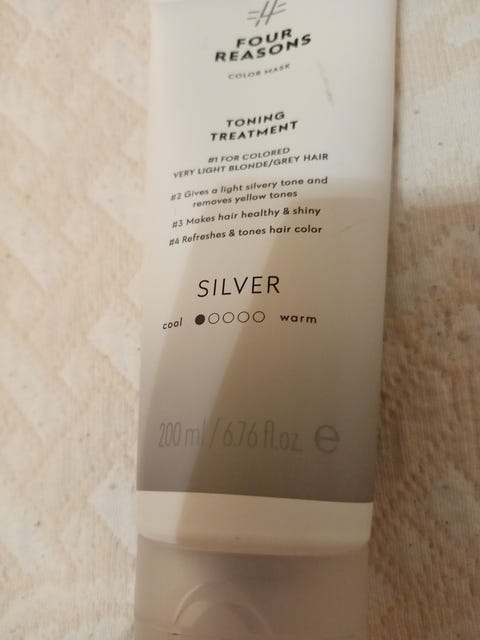 4
FOUR
REASONS
COLOR MASK
TONING
TREATMENT
#1 FOR COLORED
VERY LIGHT BLONDE/GREY HAIR
#2 Gives a light silvery tone and
removes yellow tones
#3 Makes hair healthy & shiny
#4 Refreshes & tones hair color
SILVER
cool warm
200 ml / 6.76 fl.oz. e